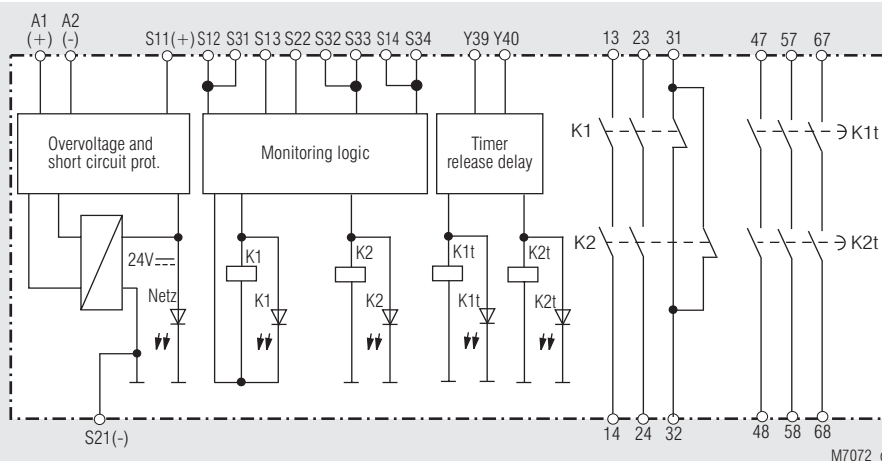 A1 A2
(+) (-) S11(+) S12 S31 S13 S22 S32 S33 S14 S34 Y39 Y40 13 23 31 47 57 67
Overvoltage and
short circuit prot.
Monitoring logic
Timer
release delay
K1 K1t
K2 K2t
24V
Netz
K1 K2 K1t K2t
K1 K2 K1t K2t
S21(-)
14 24 32 48 58 68
M7072